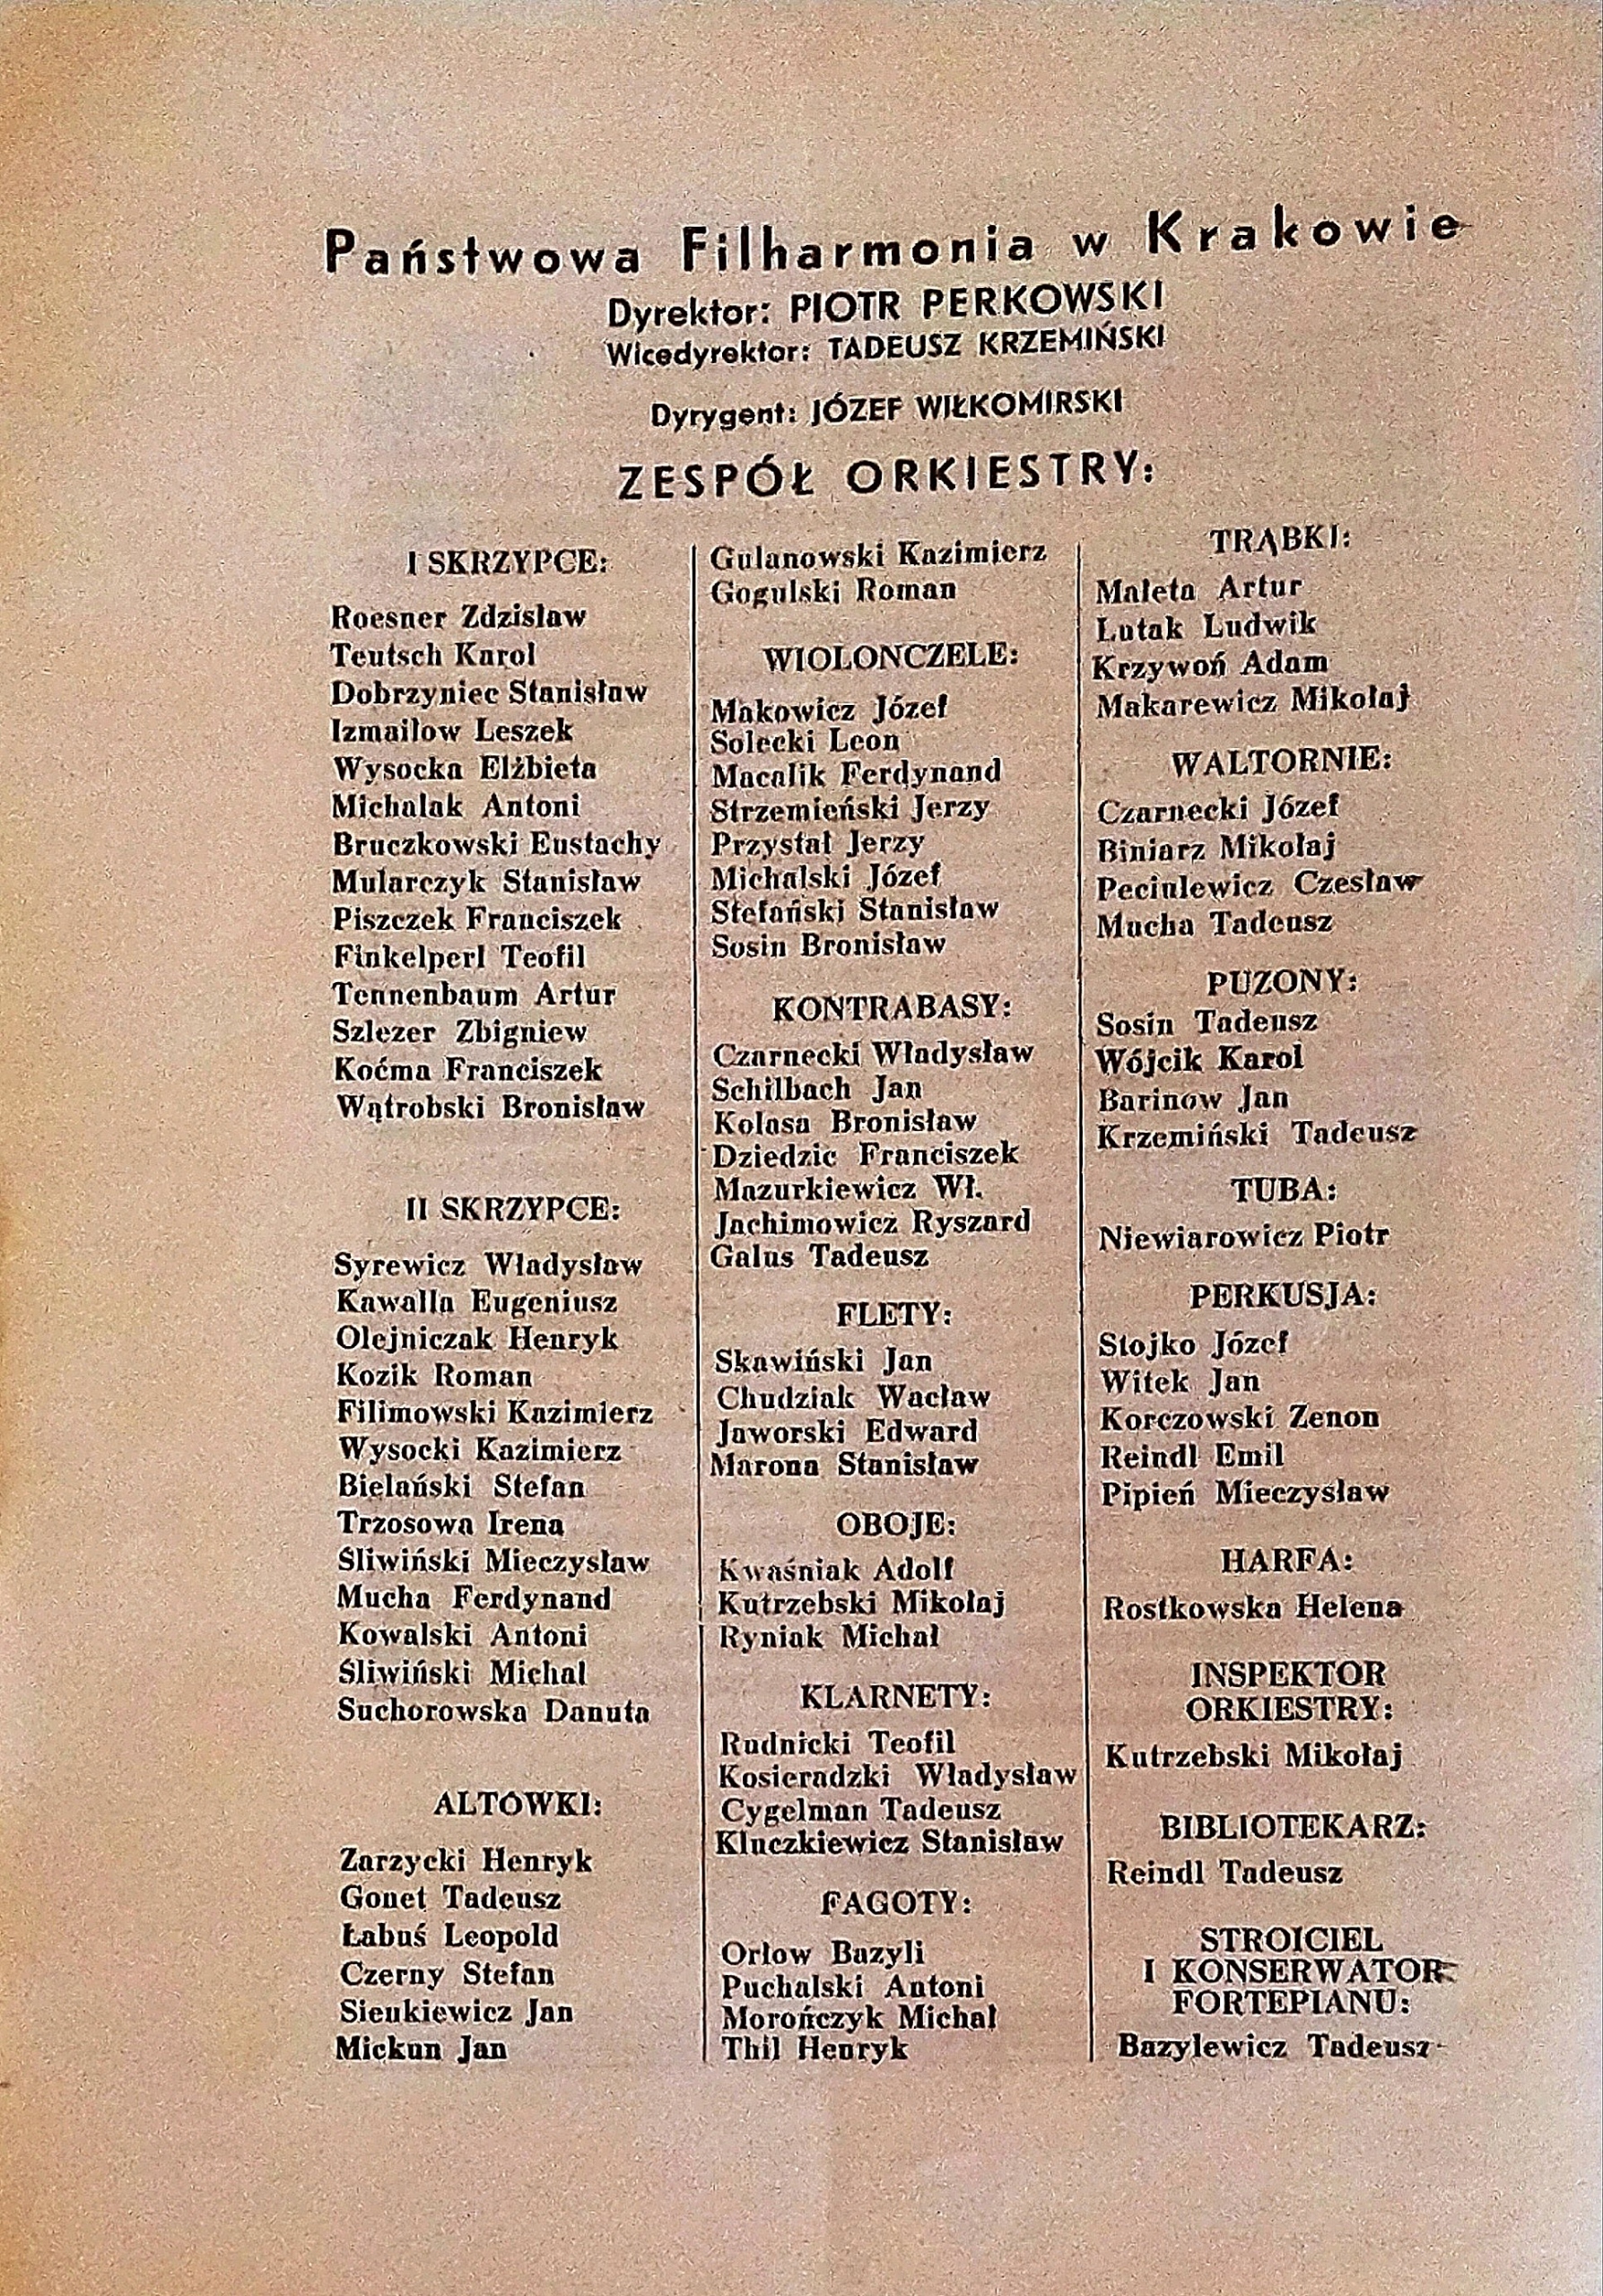 Państwowa Filharmonia w Krakowie
Dyrektor: PIOTR PERKOWSKI
Wicedyrektor: TADEUSZ KRZEMIŃSKI
Dyrygent: JÓZEF WIŁKOMIRSKI
ZESPÓŁ ORKIESTRY:
I SKRZYPCE:
Roesner Zdzisław
Teutsch Karol
Dobrzyniec Stanisław
Izmaiłow Leszek
Wysocka Elżbieta
Michalak Antoni
Bruczkowski Eustachy
Mularczyk Stanisław
Piszczek Franciszek
Finkelperl Teofil
Tennenbaum Artur
Szlezer Zbigniew
Koćma Franciszek
Wątrobski Bronisław
II SKRZYPCE:
Syrewicz Władysław
Kawalla Eugeniusz
Olejniczak Henryk
Kozik Roman
Filimowski Kazimierz
Wysocki Kazimierz
Bielański Stefan
Trzosowa Irena
Śliwiński Mieczysław
Mucha Ferdynand
Kowalski Antoni
Śliwiński Michał
Suchorowska Danuta
ALTÓWKI:
Zarzycki Henryk
Gonet Tadeusz
Łabuś Leopold
Czerny Stefan
Sienkiewicz Jan
Mickun Jan
Gulanowski Kazimierz
Gogulski Roman
WIOLONCZELE:
Makowicz Józef
Solecki Leon
Macalik Ferdynand
Strzemieński Jerzy
Przystał Jerzy
Michalski Józef
Stefański Stanisław
Sosin Bronisław
KONTRABASY:
Czarnecki Władysław
Schilbach Jan
Kolasa Bronisław
Dziedzic Franciszek
Mazurkiewicz Wł.
Jachimowicz Ryszard
Galus Tadeusz
FLETY:
Skawiński Jan
Chudziak Wacław
Jaworski Edward
Marona Stanisław
OBOJE:
Kwaśniak Adolf
Kutrzebski Mikołaj
Ryniak Michał
KLARNETY:
Rudnicki Teofil
Kosieradzki Władysław
Cygelman Tadeusz
Kluczkiewicz Stanisław
FAGOTY:
Orłow Bazyli
Puchalski Antoni
Morończyk Michał
Thil Henryk
TRĄBKI:
Maleta Artur
Lutak Ludwik
Krzywoń Adam
Makarewicz Mikołaj
WALTORNIE:
Czarnecki Józef
Biniarz Mikołaj
Peciulewicz Czesław
Mucha Tadeusz
PUZONY:
Sosin Tadeusz
Wójcik Karol
Barinow Jan
Krzemiński Tadeusz
TUBA:
Niewiarowicz Piotr
PERKUSJA:
Stojko Józef
Witek Jan
Korczowski Zenon
Reindl Emil
Pipień Mieczysław
HARFA:
Rostkowska Helena
INSPEKTOR
ORKIESTRY:
Kutrzebski Mikołaj
BIBLIOTEKARZ:
Reindl Tadeusz
STROICIEL
I KONSERWATOR
FORTEPIANU:
Bazylewicz Tadeusz